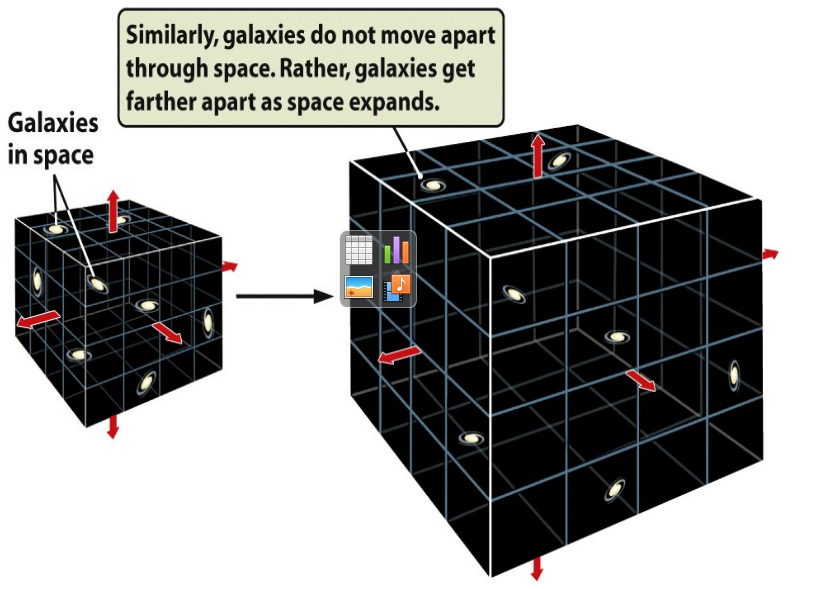 Similarly, galaxies do not move apart
through space. Rather, galaxies get
farther apart as space expands.
Galaxies
in space